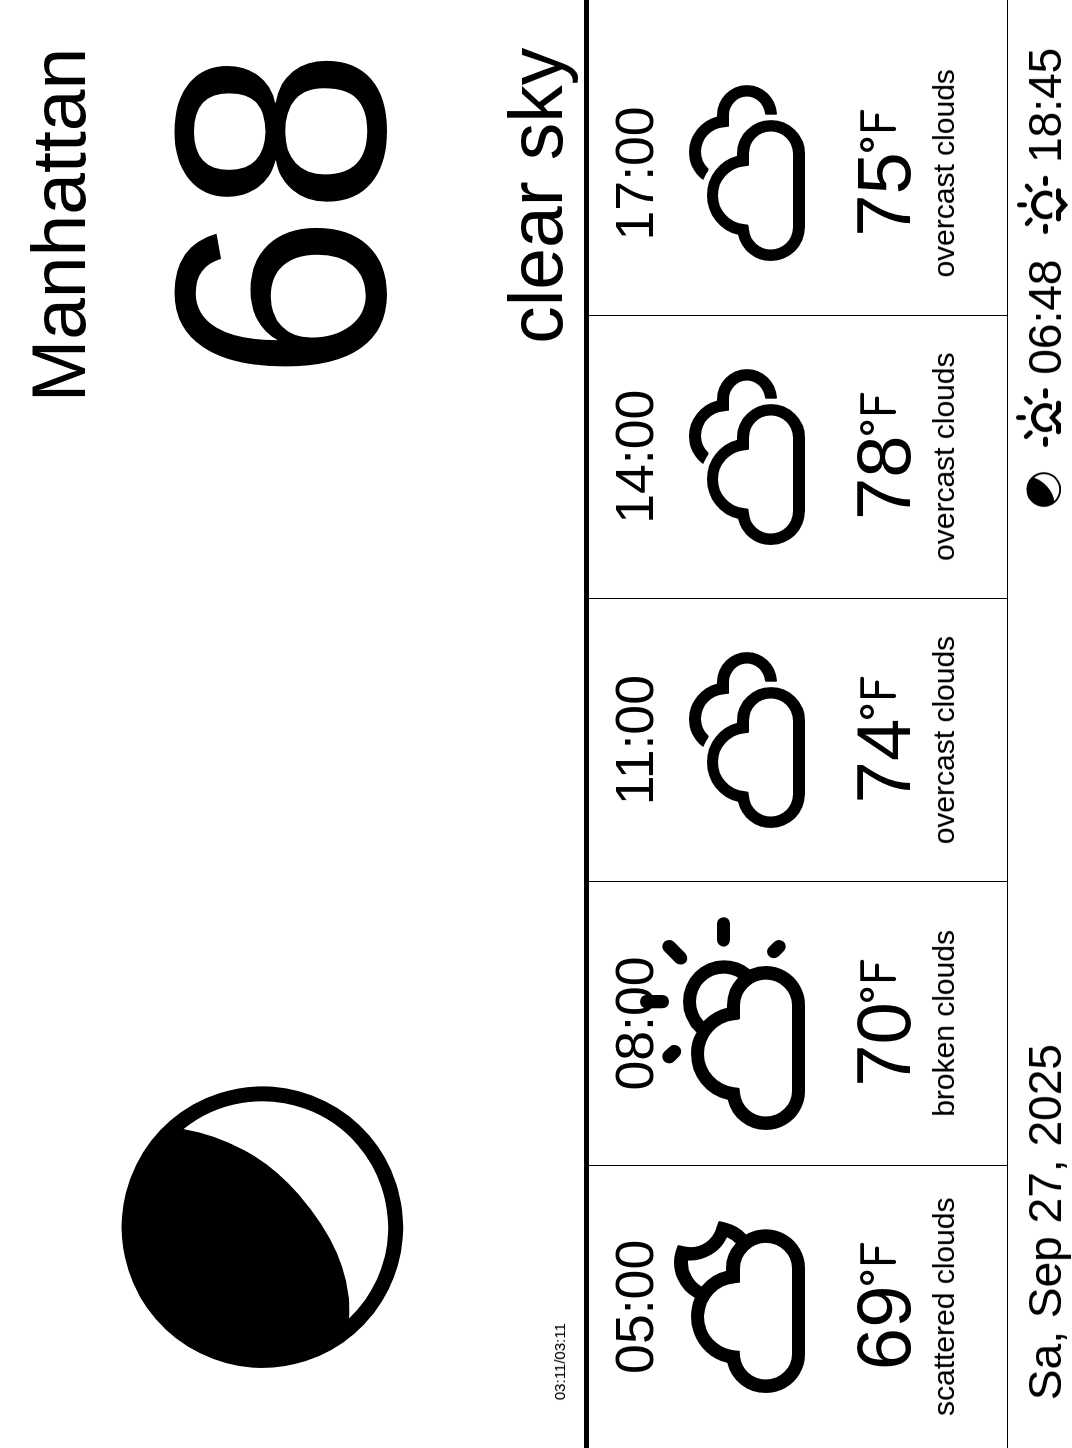 Manhattan
68
clear sky
03:11/03:11
05:00
69°F
scattered clouds
08:00
70°F
broken clouds
11:00
74°F
overcast clouds
14:00
78°F
overcast clouds
17:00
75°F
overcast clouds
Sa, Sep 27, 2025
06:48
18:45